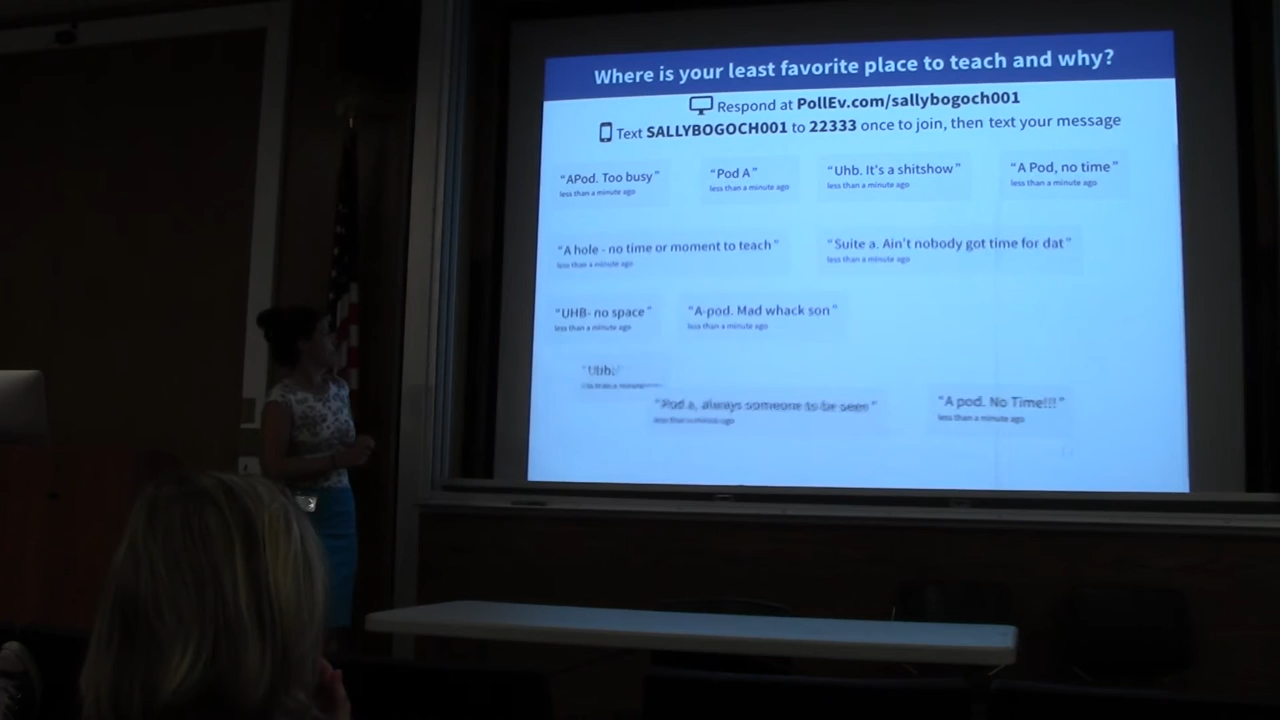 Where is your least favorite place to teach and why?
Respond at PollEv.com/sallybogoch001
Text SALLYBOGOCH001 to 22333 once to join, then text your message
“APod. Too busy”
less than a minute ago
“Pod A”
less than a minute ago
“Uhb. It's a shitshow”
less than a minute ago
“A Pod, no time”
less than a minute ago
“A hole - no time or moment to teach”
less than a minute ago
“Suite a. Ain't nobody got time for dat”
less than a minute ago
“UHB- no space”
less than a minute ago
“A-pod. Mad whack son”
less than a minute ago
“Pod a, always someone to be seen”
less than a minute ago
“A pod. No Time!!!”
less than a minute ago